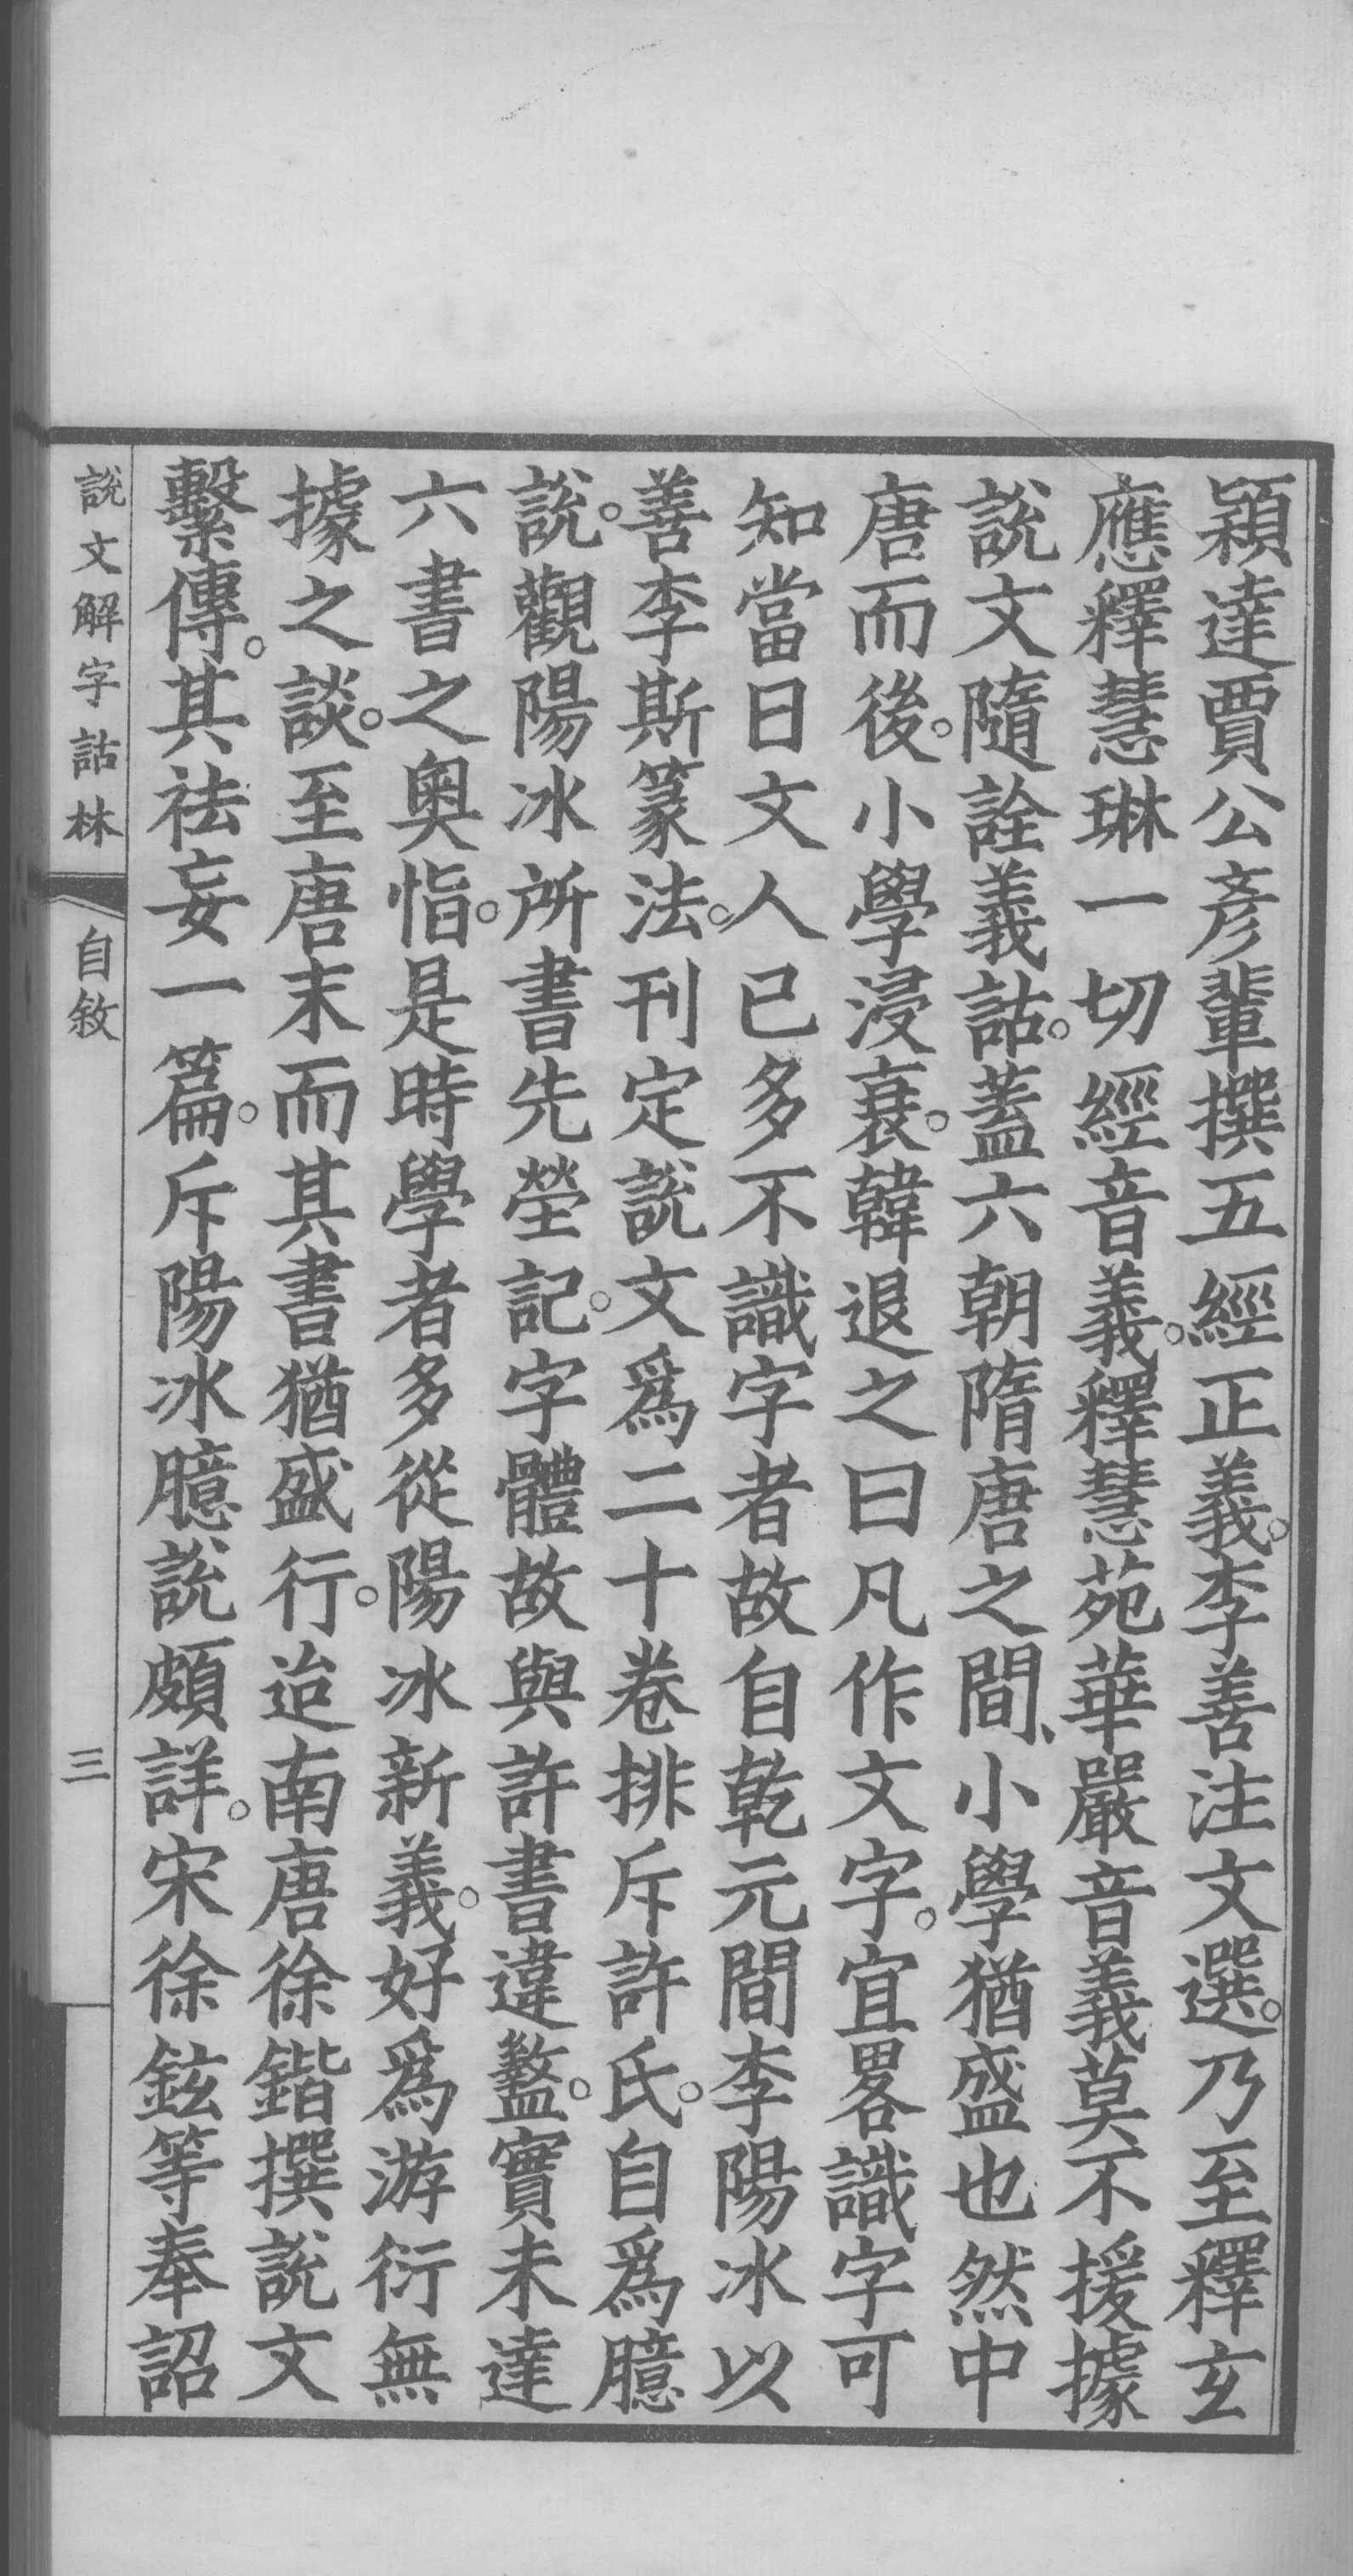 穎達賈公彥輩撰五經正義。李善注文選。乃至釋玄
應釋慧琳一切經音義。釋慧苑華嚴音義莫不援據
說文隨詮義詁。蓋六朝隋唐之間、小學猶盛也然中
唐而後。小學浸衰。韓退之曰凡作文字。宜畧識字可
知當日文人已多不識字者故自乾元間李陽冰以
善李斯篆法。刊定說文為二十卷排斥許氏。自為臆
說。觀陽冰所書先塋記。字體故與許書違盭。實未達
六書之奧恉。是時學者多從陽冰新義。好為游衍無
據之談。至唐末而其書猶盛行。迨南唐徐鍇撰說文
繫傳。其祛妄一篇。斥陽冰臆說頗詳。宋徐鉉等奉詔
說文解字詁林 自敘 三